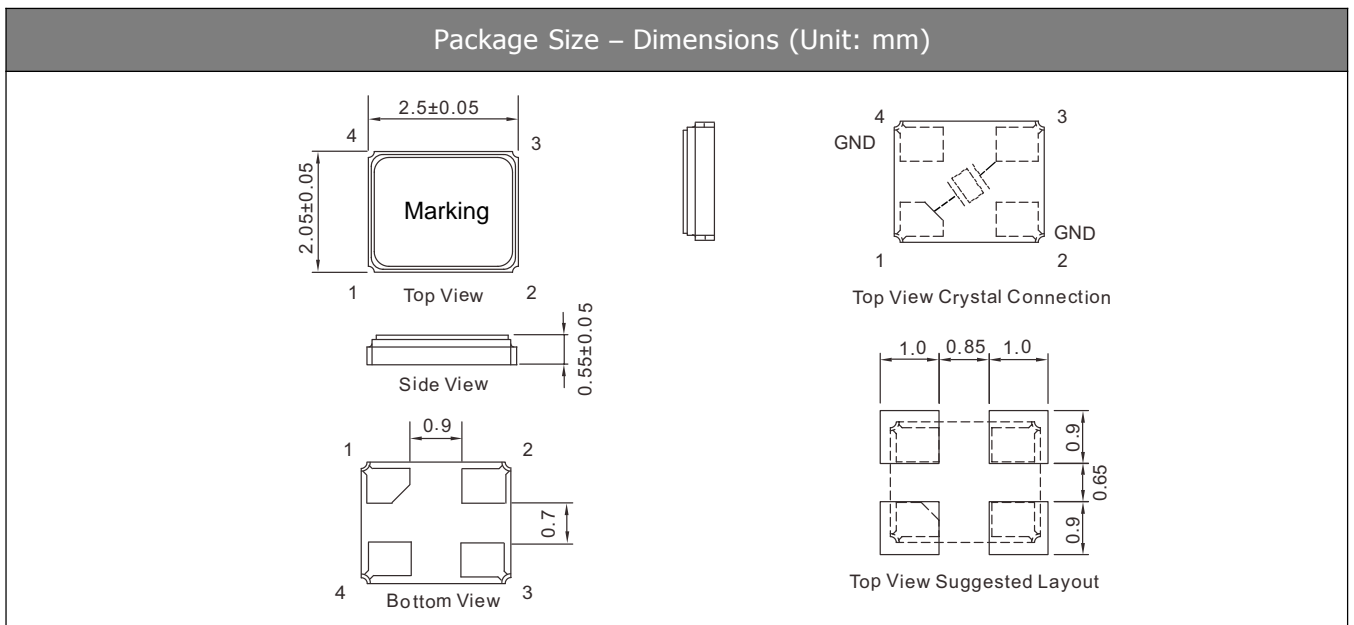 Package Size – Dimensions (Unit: mm)
2.5±0.05
4
3
2.05±0.05
Marking
1
Top View
2
0.55±0.05
Side View
0.9
1
2
0.7
4
Bottom View
3
4
3
GND
GND
1
2
Top View Crystal Connection
1.0 0.85 1.0
0.9
0.65
0.9
Top View Suggested Layout